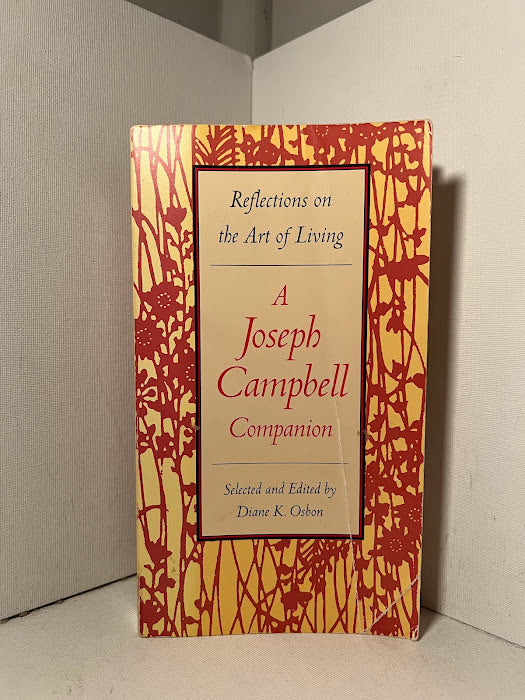 Reflections on
the Art of Living
A
Joseph
Campbell
Companion
Selected and Edited by
Diane K. Osbon